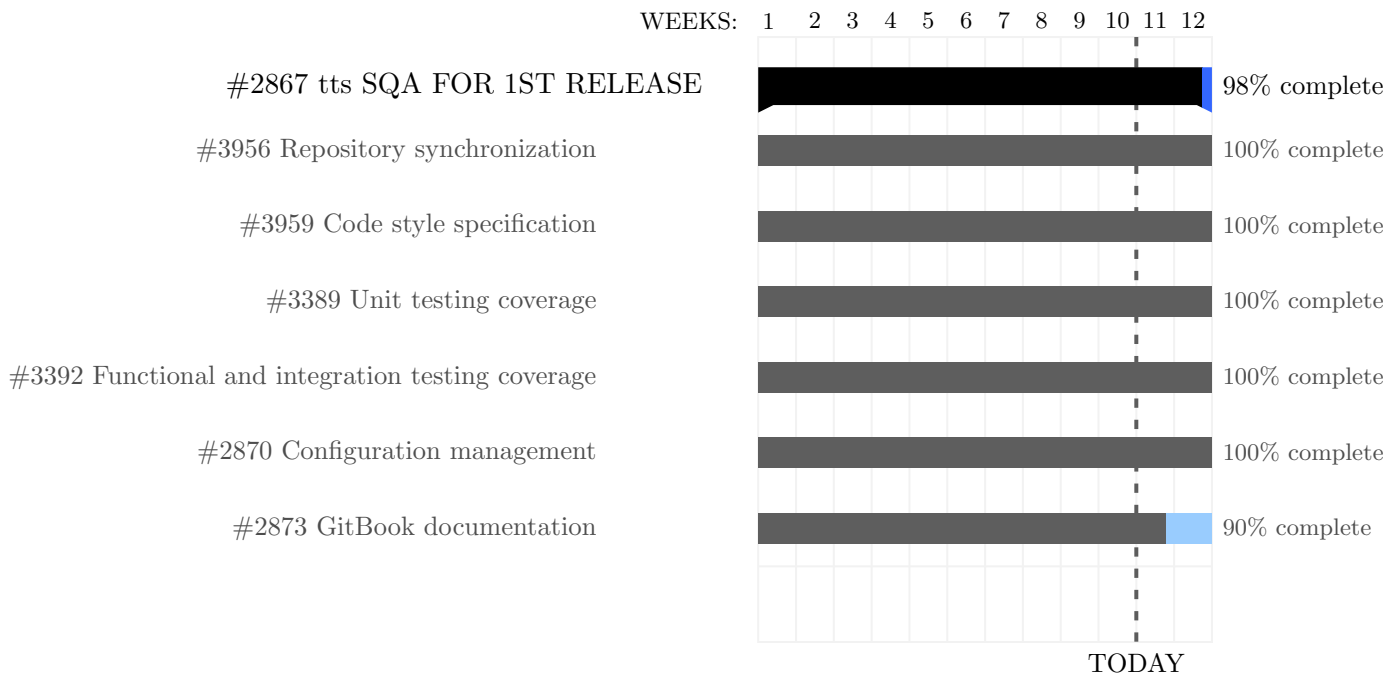 WEEKS: 1 2 3 4 5 6 7 8 9 10 11 12
#2867 tts SQA FOR 1ST RELEASE 98% complete
#3956 Repository synchronization 100% complete
#3959 Code style specification 100% complete
#3389 Unit testing coverage 100% complete
#3392 Functional and integration testing coverage 100% complete
#2870 Configuration management 100% complete
#2873 GitBook documentation 90% complete
TODAY